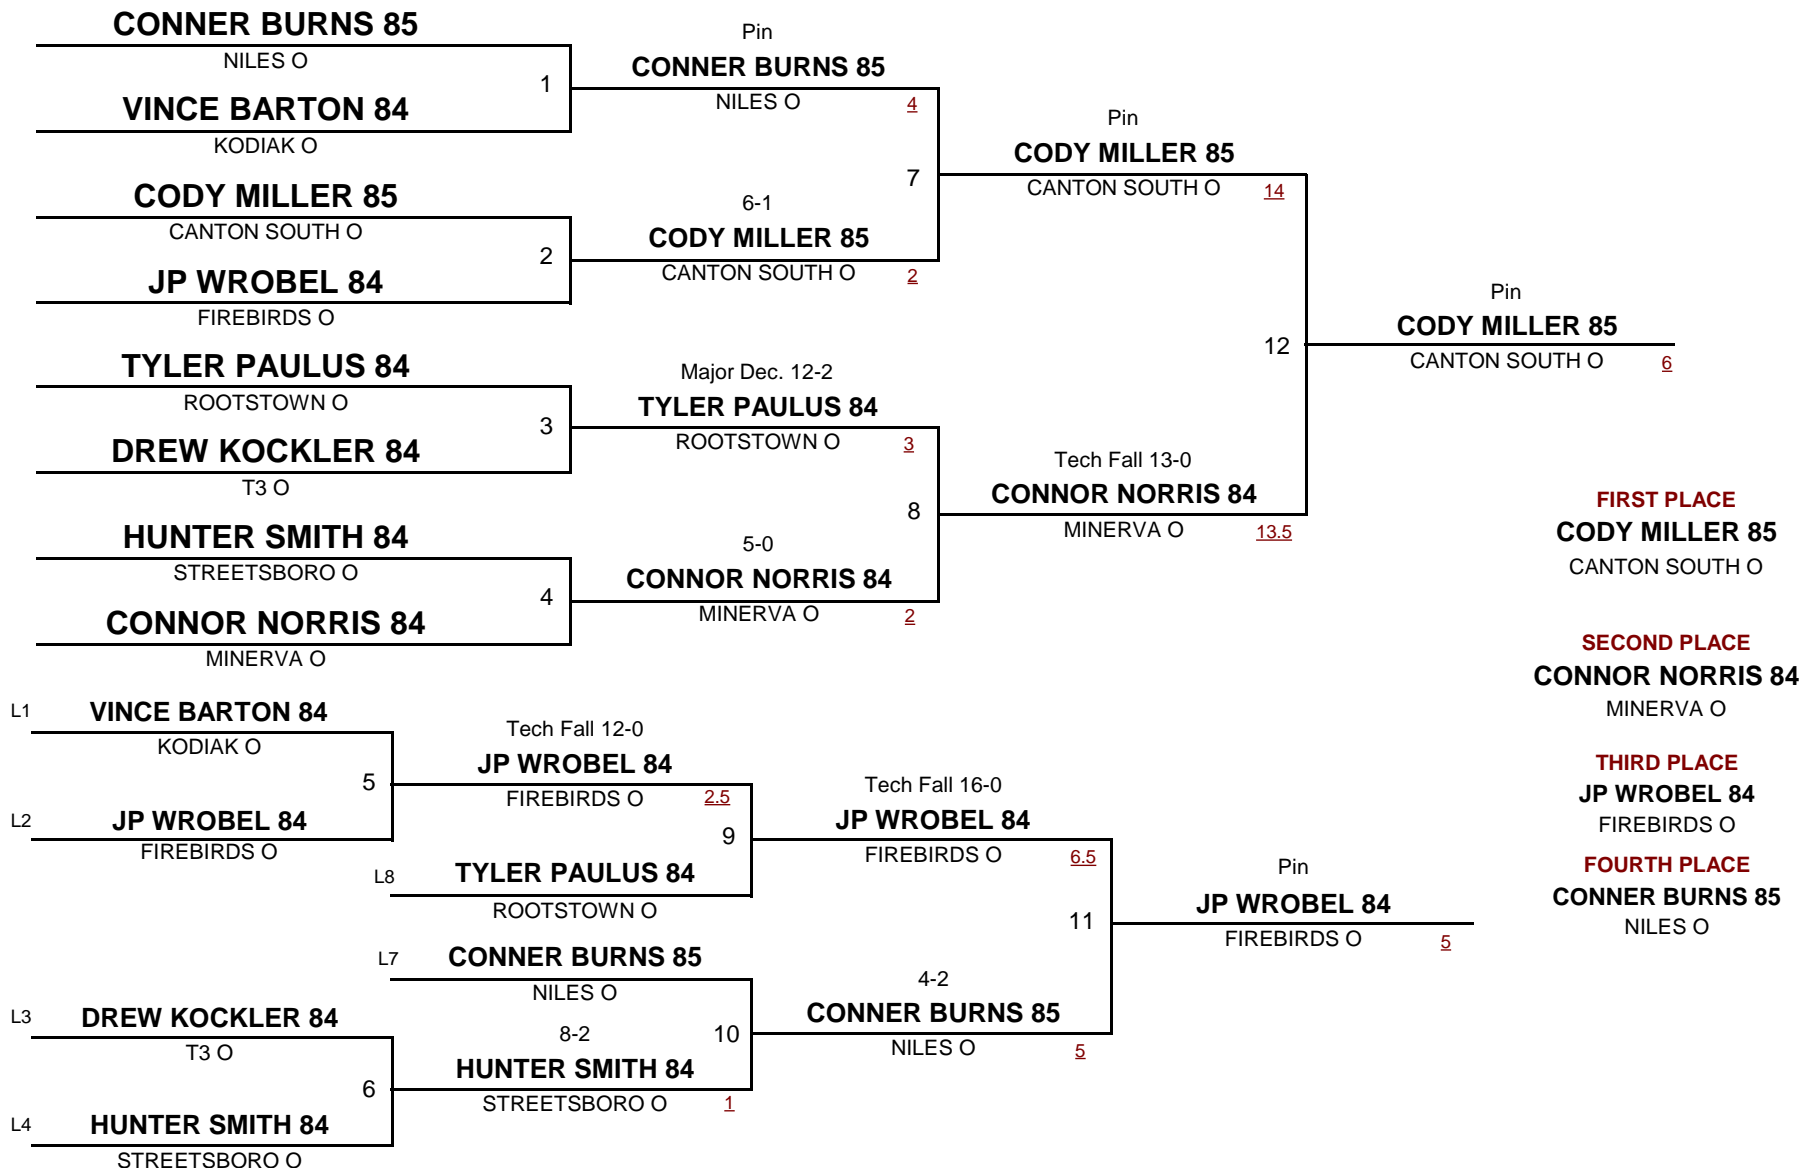 CONNER BURNS 85
NILES O
1
VINCE BARTON 84
KODIAK O
CODY MILLER 85
CANTON SOUTH O
2
JP WROBEL 84
FIREBIRDS O
TYLER PAULUS 84
ROOTSTOWN O
3
DREW KOCKLER 84
T3 O
HUNTER SMITH 84
STREETSBORO O
4
CONNOR NORRIS 84
MINERVA O
Pin
CONNER BURNS 85
NILES O 4
7
6-1
CODY MILLER 85
CANTON SOUTH O 2
Major Dec. 12-2
TYLER PAULUS 84
ROOTSTOWN O 3
8
5-0
CONNOR NORRIS 84
MINERVA O 2
Pin
CODY MILLER 85
CANTON SOUTH O 14
12
Tech Fall 13-0
CONNOR NORRIS 84
MINERVA O 13.5
Pin
CODY MILLER 85
CANTON SOUTH O 6
FIRST PLACE
CODY MILLER 85
CANTON SOUTH O
SECOND PLACE
CONNOR NORRIS 84
MINERVA O
THIRD PLACE
JP WROBEL 84
FIREBIRDS O
FOURTH PLACE
CONNER BURNS 85
NILES O
L1 VINCE BARTON 84
KODIAK O
5
L2 JP WROBEL 84
FIREBIRDS O
L3 DREW KOCKLER 84
T3 O
6
L4 HUNTER SMITH 84
STREETSBORO O
Tech Fall 12-0
JP WROBEL 84
FIREBIRDS O 2.5
9
L8 TYLER PAULUS 84
ROOTSTOWN O
L7 CONNER BURNS 85
NILES O
8-2 10
HUNTER SMITH 84
STREETSBORO O 1
Tech Fall 16-0
JP WROBEL 84
FIREBIRDS O 6.5
11
4-2
CONNER BURNS 85
NILES O 5
Pin
JP WROBEL 84
FIREBIRDS O 5